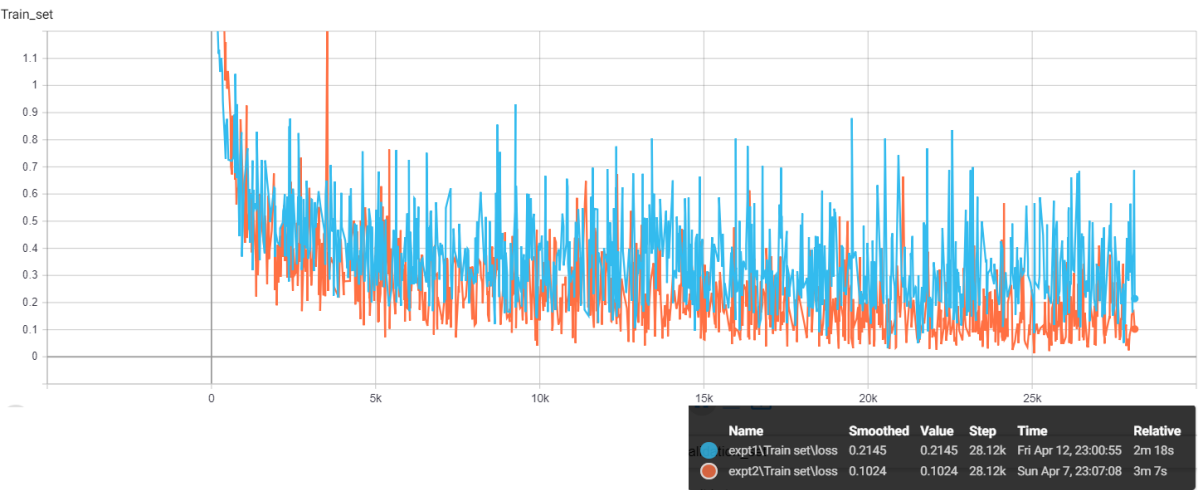 Train_set
1.1
1
0.9
0.8
0.7
0.6
0.5
0.4
0.3
0.2
0.1
0
0 5k 10k 15k 20k 25k
Name Smoothed Value Step Time Relative
expt1\Train set\loss 0.2145 0.2145 28.12k Fri Apr 12, 23:00:55 2m 18s
expt2\Train set\loss 0.1024 0.1024 28.12k Sun Apr 7, 23:07:08 3m 7s